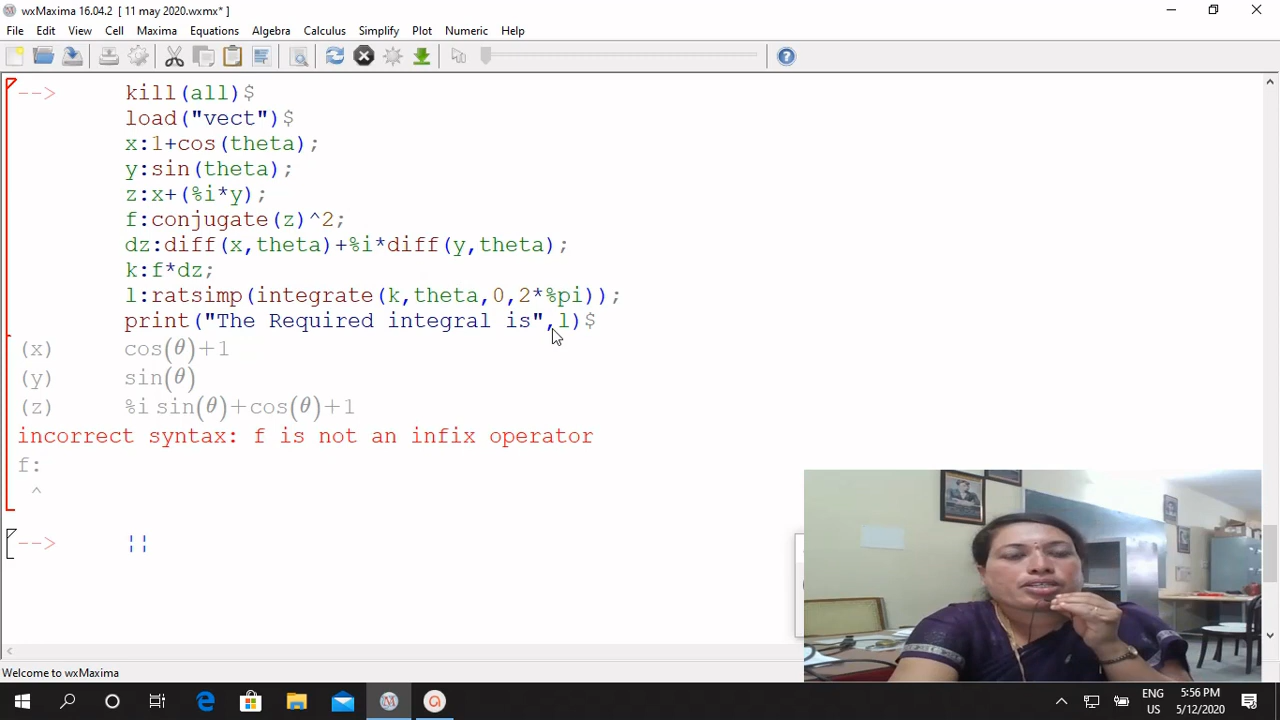 wxMaxima 16.04.2 [ 11 may 2020.wxmx* ]
File Edit View Cell Maxima Equations Algebra Calculus Simplify Plot Numeric Help
--> kill(all)$
load("vect")$
x:1+cos(theta);
y:sin(theta);
z:x+(%i*y);
f:conjugate(z)^2;
dz:diff(x,theta)+%i*diff(y,theta);
k:f*dz;
l:ratsimp(integrate(k,theta,0,2*%pi));
print("The Required integral is",l)$
(x) cos(θ)+1
(y) sin(θ)
(z) %i sin(θ)+cos(θ)+1
incorrect syntax: f is not an infix operator
f:
^
-->
Welcome to wxMaxima
ENG 5:56 PM
US 5/12/2020